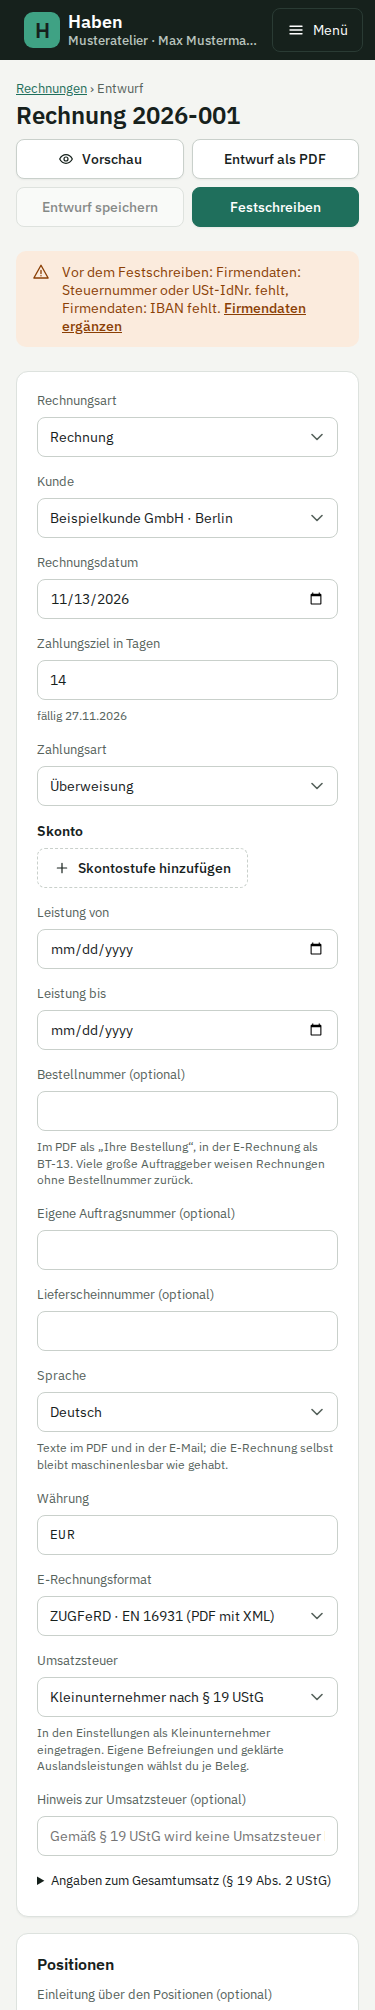 H
Haben
Musteratelier · Max Musterma…
Menü
Rechnungen › Entwurf
Rechnung 2026-001
Vorschau
Entwurf als PDF
Entwurf speichern
Festschreiben
Vor dem Festschreiben: Firmendaten:
Steuernummer oder USt-IdNr. fehlt,
Firmendaten: IBAN fehlt. Firmendaten
ergänzen
Rechnungsart
Rechnung
Kunde
Beispielkunde GmbH · Berlin
Rechnungsdatum
11/13/2026
Zahlungsziel in Tagen
14
fällig 27.11.2026
Zahlungsart
Überweisung
Skonto
+ Skontostufe hinzufügen
Leistung von
mm/dd/yyyy
Leistung bis
mm/dd/yyyy
Bestellnummer (optional)
Im PDF als „Ihre Bestellung“, in der E-Rechnung als
BT-13. Viele große Auftraggeber weisen Rechnungen
ohne Bestellnummer zurück.
Eigene Auftragsnummer (optional)
Lieferscheinnummer (optional)
Sprache
Deutsch
Texte im PDF und in der E-Mail; die E-Rechnung selbst
bleibt maschinenlesbar wie gehabt.
Währung
EUR
E-Rechnungsformat
ZUGFeRD · EN 16931 (PDF mit XML)
Umsatzsteuer
Kleinunternehmer nach § 19 UStG
In den Einstellungen als Kleinunternehmer
eingetragen. Eigene Befreiungen und geklärte
Auslandsleistungen wählst du je Beleg.
Hinweis zur Umsatzsteuer (optional)
Gemäß § 19 UStG wird keine Umsatzsteuer
Angaben zum Gesamtumsatz (§ 19 Abs. 2 UStG)
Positionen
Einleitung über den Positionen (optional)